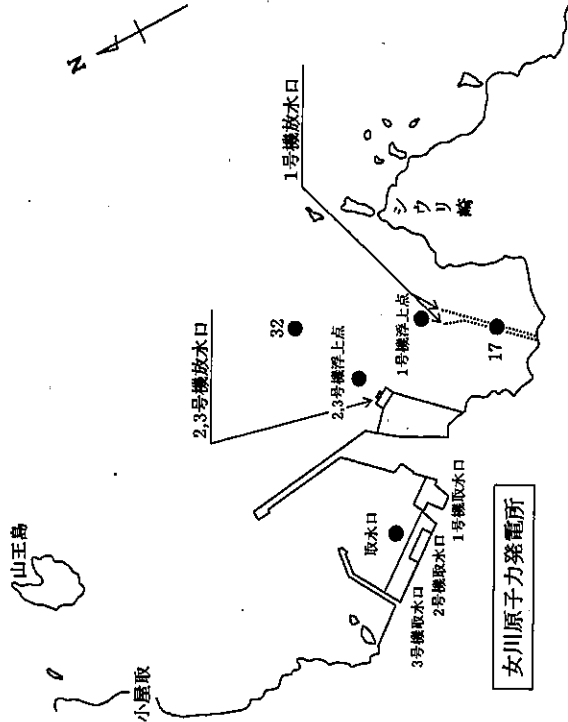 N
1号機放水口
2,3号機放水口
32
2,3号機浮上点
1号機浮上点
17
シウリ崎
山王島
小屋取
取水口
1号機取水口
2号機取水口
3号機取水口
女川原子力発電所